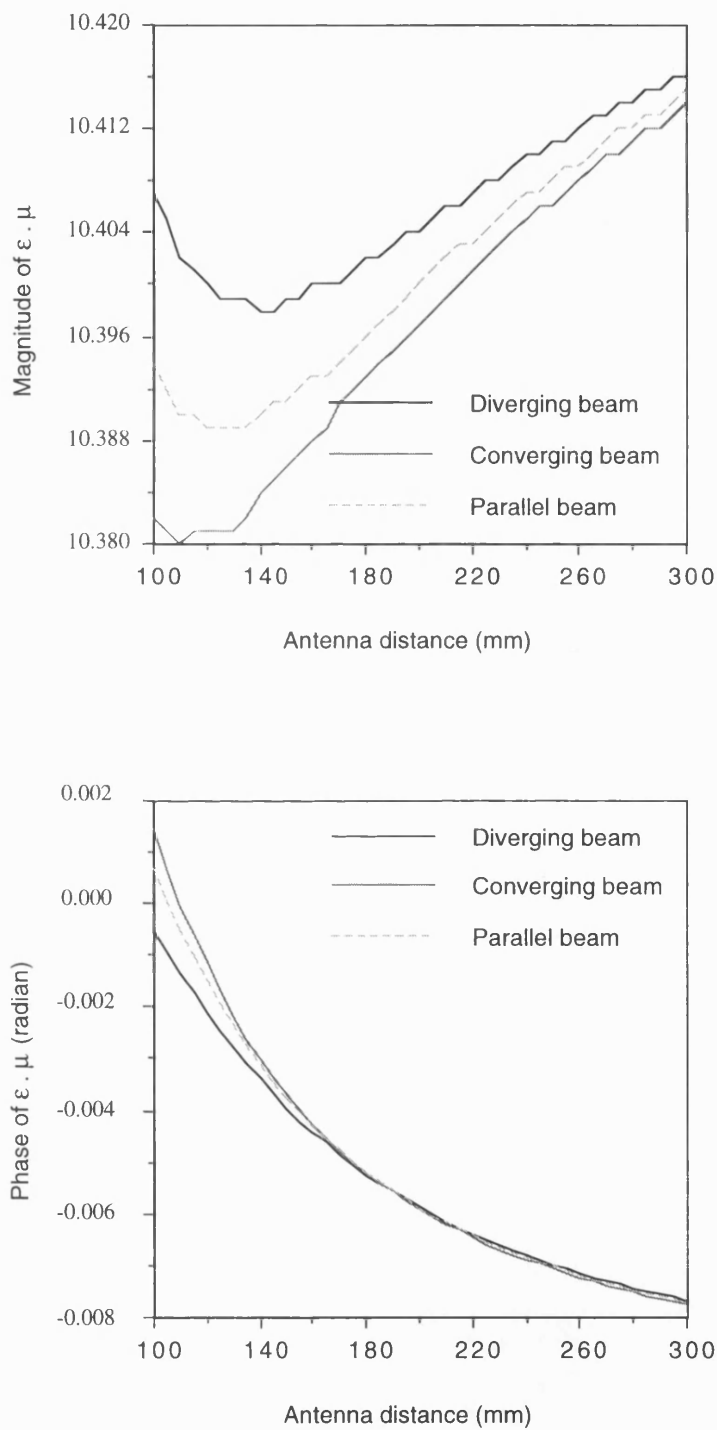 10.420
10.412
10.404
10.396
10.388
10.380
Magnitude of ε . μ
Diverging beam
Converging beam
Parallel beam
100 140 180 220 260 300
Antenna distance (mm)
0.002
0.000
-0.002
-0.004
-0.006
-0.008
Phase of ε . μ (radian)
Diverging beam
Converging beam
Parallel beam
100 140 180 220 260 300
Antenna distance (mm)